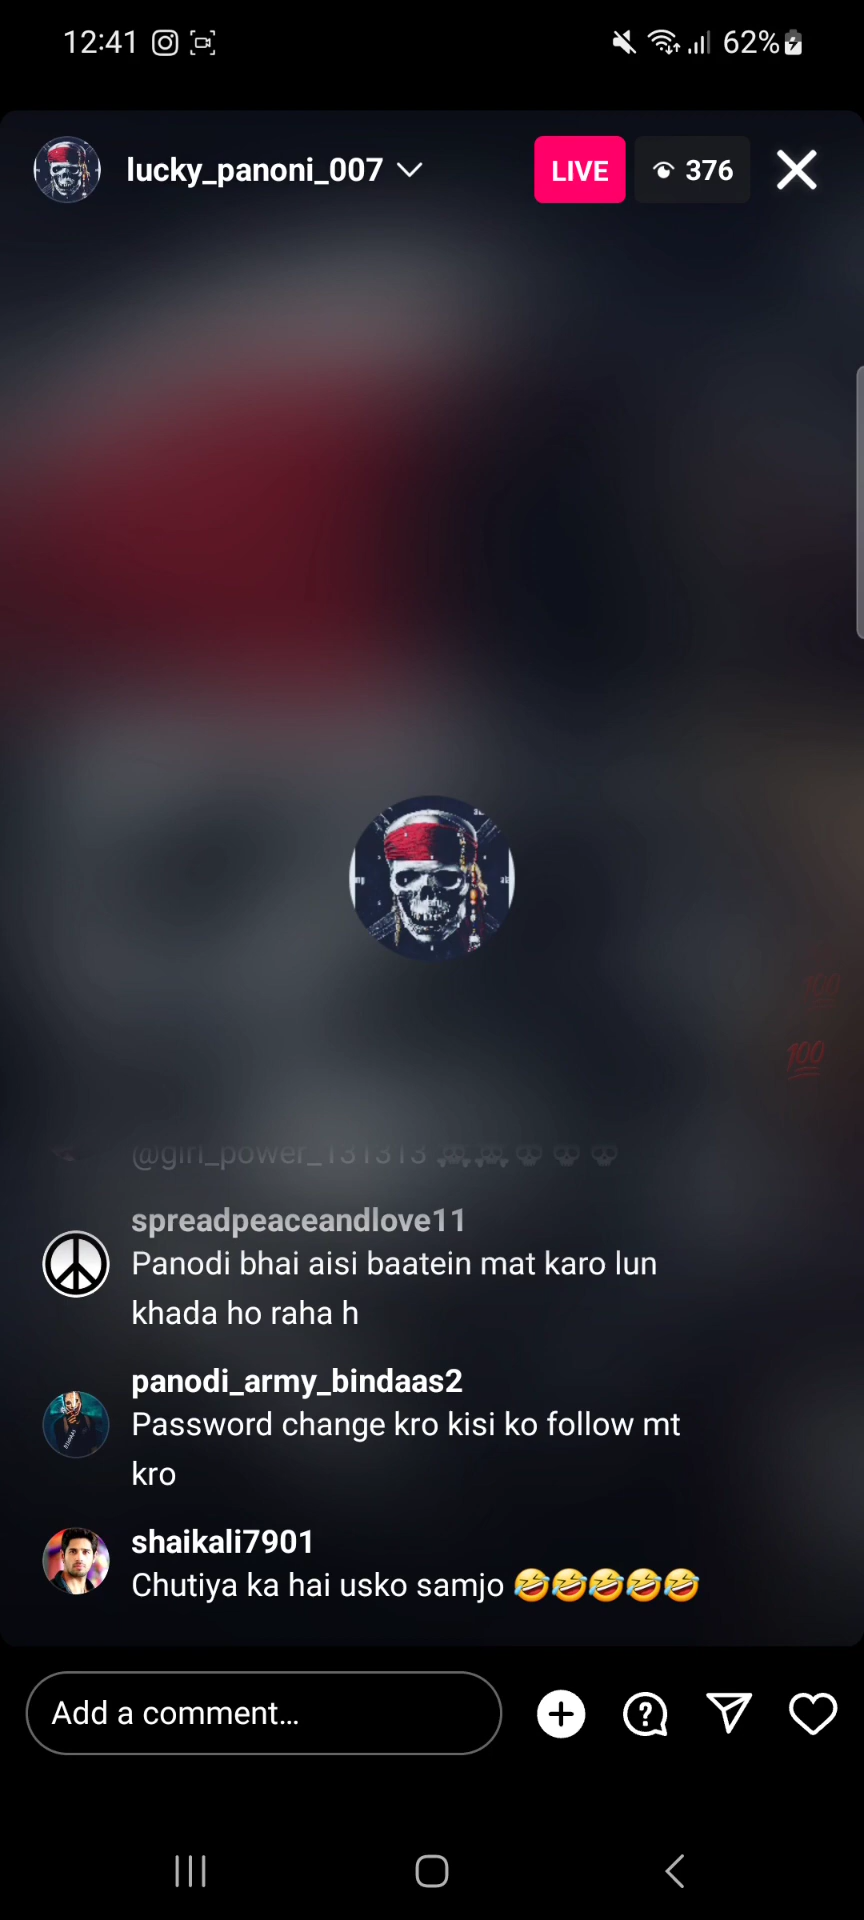 12:41
62%
lucky_panoni_007
LIVE
376
@girl_power_131313 ☠️☠️💀💀💀
spreadpeaceandlove11
Panodi bhai aisi baatein mat karo lun
khada ho raha h
panodi_army_bindaas2
Password change kro kisi ko follow mt
kro
shaikali7901
Chutiya ka hai usko samjo 🤣🤣🤣🤣🤣
Add a comment...